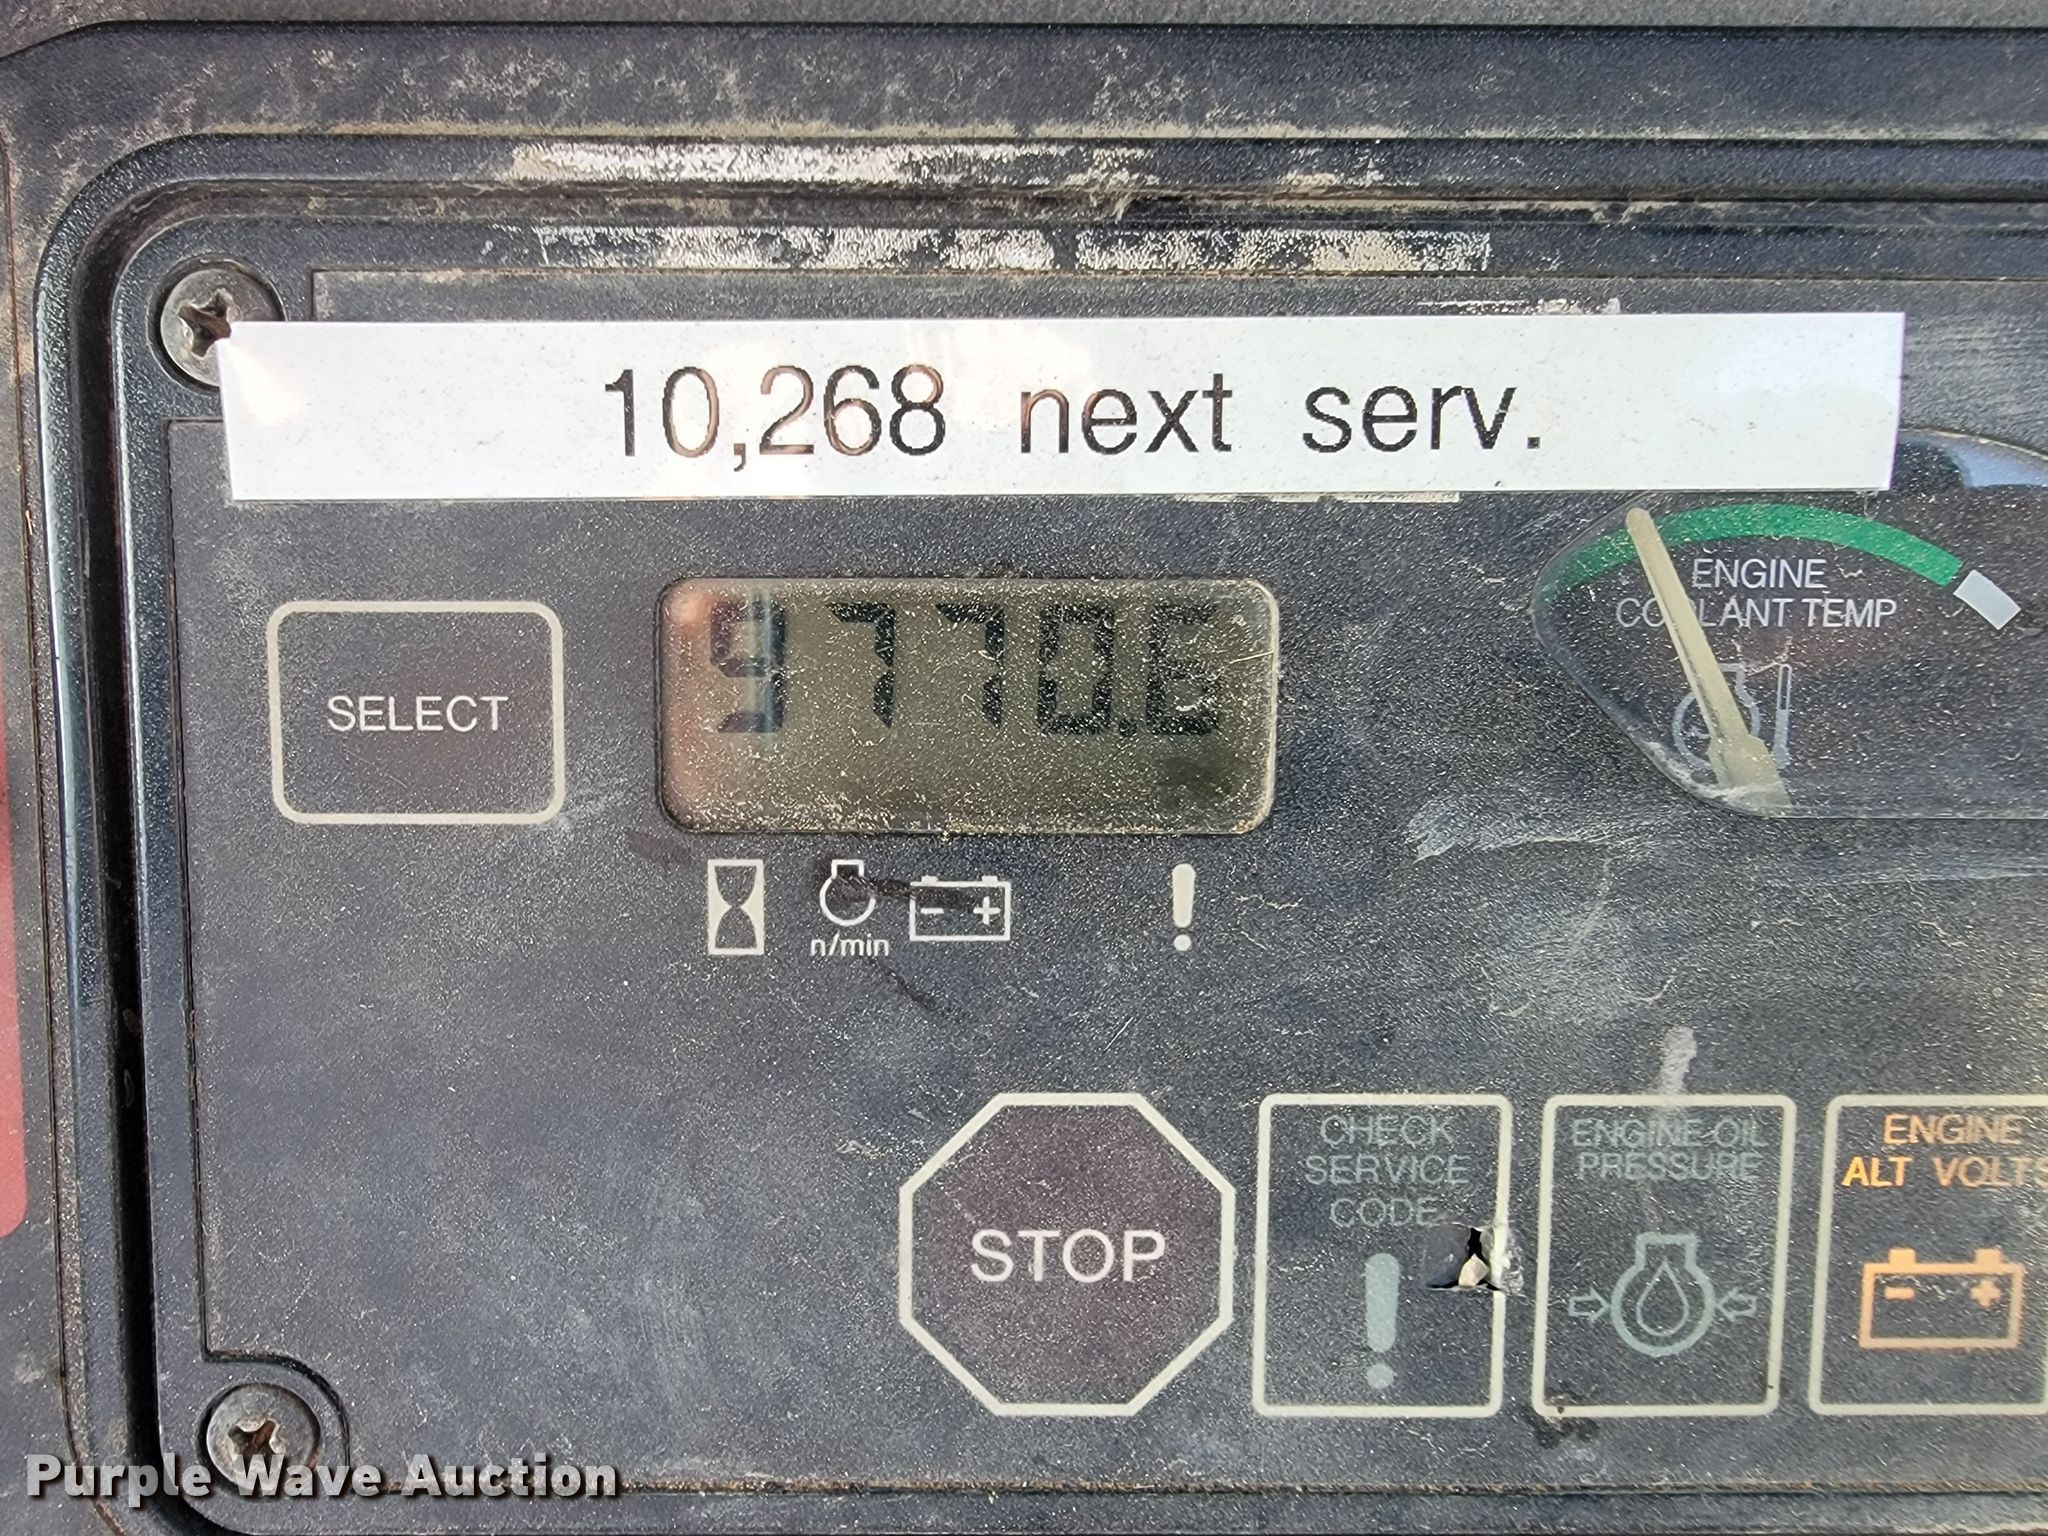 10,268 next serv.
9770.6
SELECT
ENGINE
COOLANT TEMP
n/min
STOP
CHECK
SERVICE
CODE
ENGINE OIL
PRESSURE
ENGINE
ALT VOLTS
Purple Wave Auction